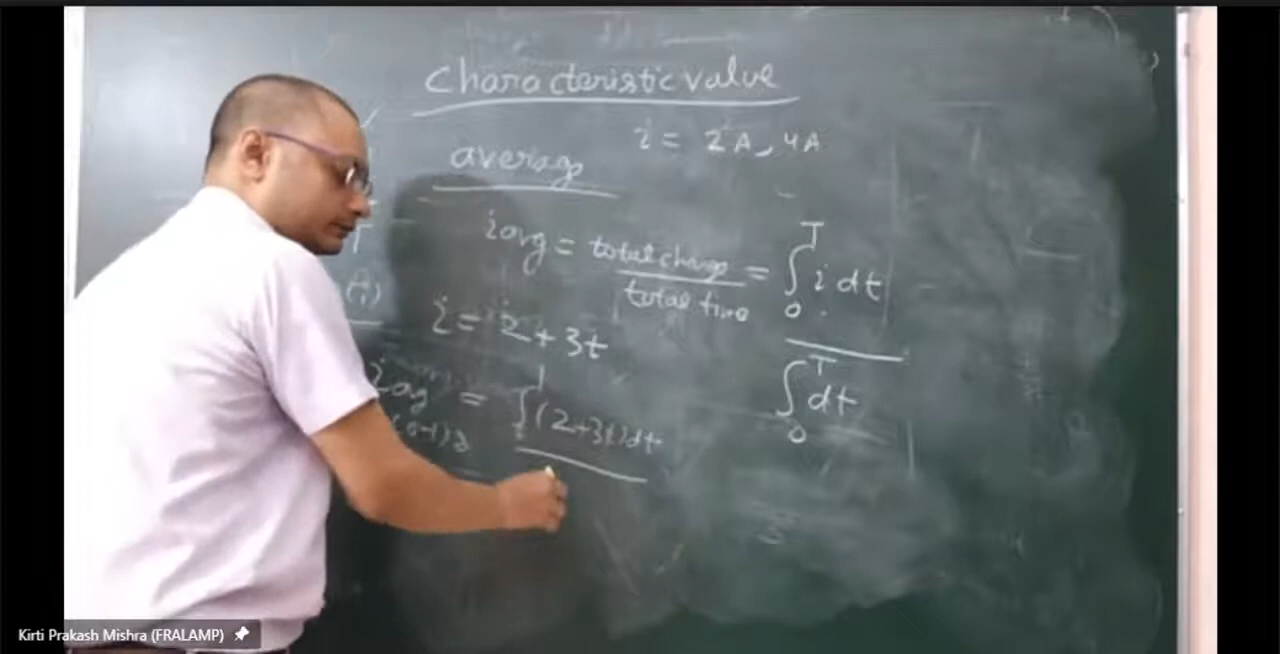 characteristic value
i = 2A, 4A
average
iavg = total charge / total time = ∫₀ᵀ i dt / ∫₀ᵀ dt
i = 2 + 3t
iavg = ∫ ¹ (2+3t)dt
(0-1)s
Kirti Prakash Mishra (FRALAMP)